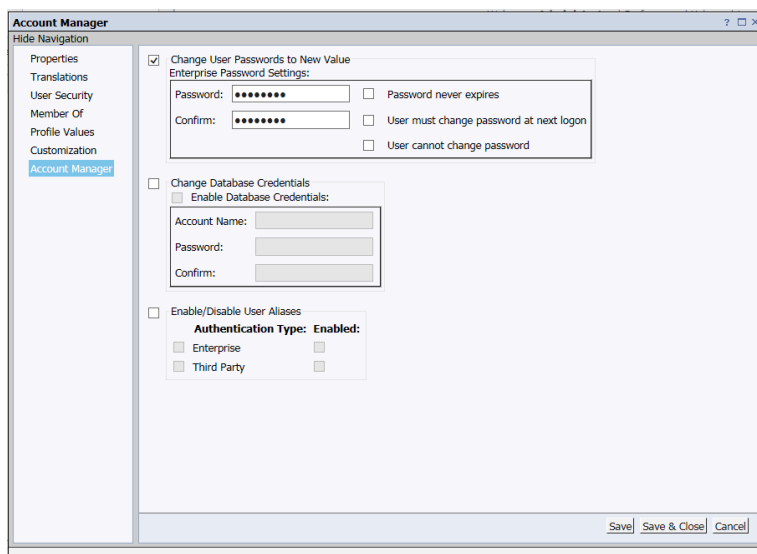 Account Manager
Hide Navigation
Properties
Translations
User Security
Member Of
Profile Values
Customization
Account Manager
Change User Passwords to New Value
Enterprise Password Settings:
Password: ●●●●●●●● Password never expires
Confirm: ●●●●●●●● User must change password at next logon
User cannot change password
Change Database Credentials
Enable Database Credentials:
Account Name:
Password:
Confirm:
Enable/Disable User Aliases
Authentication Type: Enabled:
Enterprise
Third Party
Save Save & Close Cancel